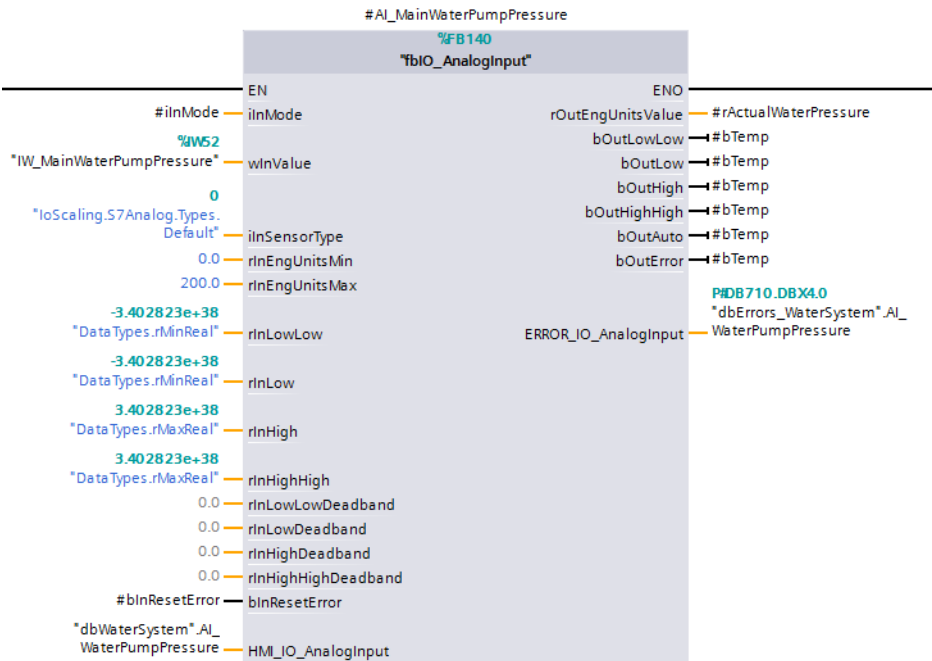 #AI_MainWaterPumpPressure
%FB140
"fbIO_AnalogInput"
EN ENO
#iInMode iInMode rOutEngUnitsValue #rActualWaterPressure
bOutLowLow #bTemp
%IW52
"IW_MainWaterPumpPressure" wInValue bOutLow #bTemp
bOutHigh #bTemp
0
"IoScaling.S7Analog.Types. bOutHighHigh #bTemp
Default" iInSensorType bOutAuto #bTemp
0.0 rInEngUnitsMin bOutError #bTemp
200.0 rInEngUnitsMax
P#DB710.DBX4.0
-3.402823e+38 "dbErrors_WaterSystem".AI_
"DataTypes.rMinReal" rInLowLow ERROR_IO_AnalogInput WaterPumpPressure
-3.402823e+38
"DataTypes.rMinReal" rInLow
3.402823e+38
"DataTypes.rMaxReal" rInHigh
3.402823e+38
"DataTypes.rMaxReal" rInHighHigh
0.0 rInLowLowDeadband
0.0 rInLowDeadband
0.0 rInHighDeadband
0.0 rInHighHighDeadband
#bInResetError bInResetError
"dbWaterSystem".AI_
WaterPumpPressure HMI_IO_AnalogInput